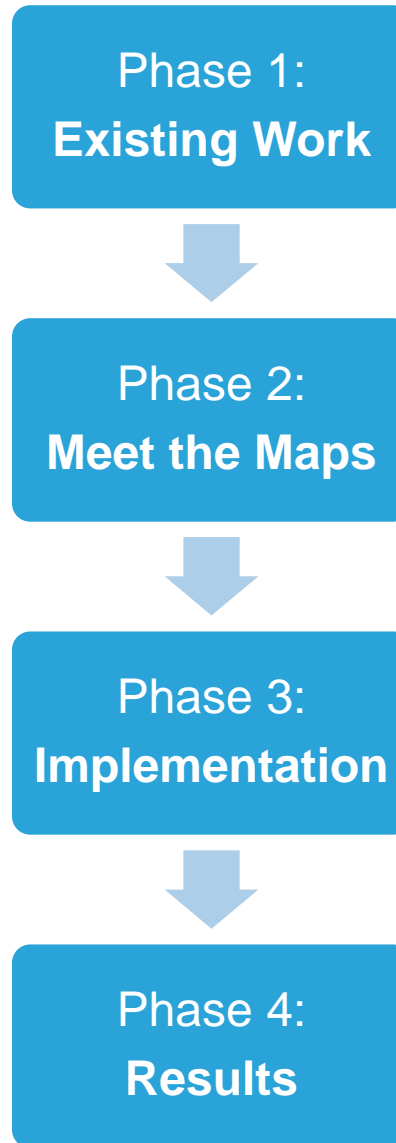 Phase 1:
Existing Work
Phase 2:
Meet the Maps
Phase 3:
Implementation
Phase 4:
Results